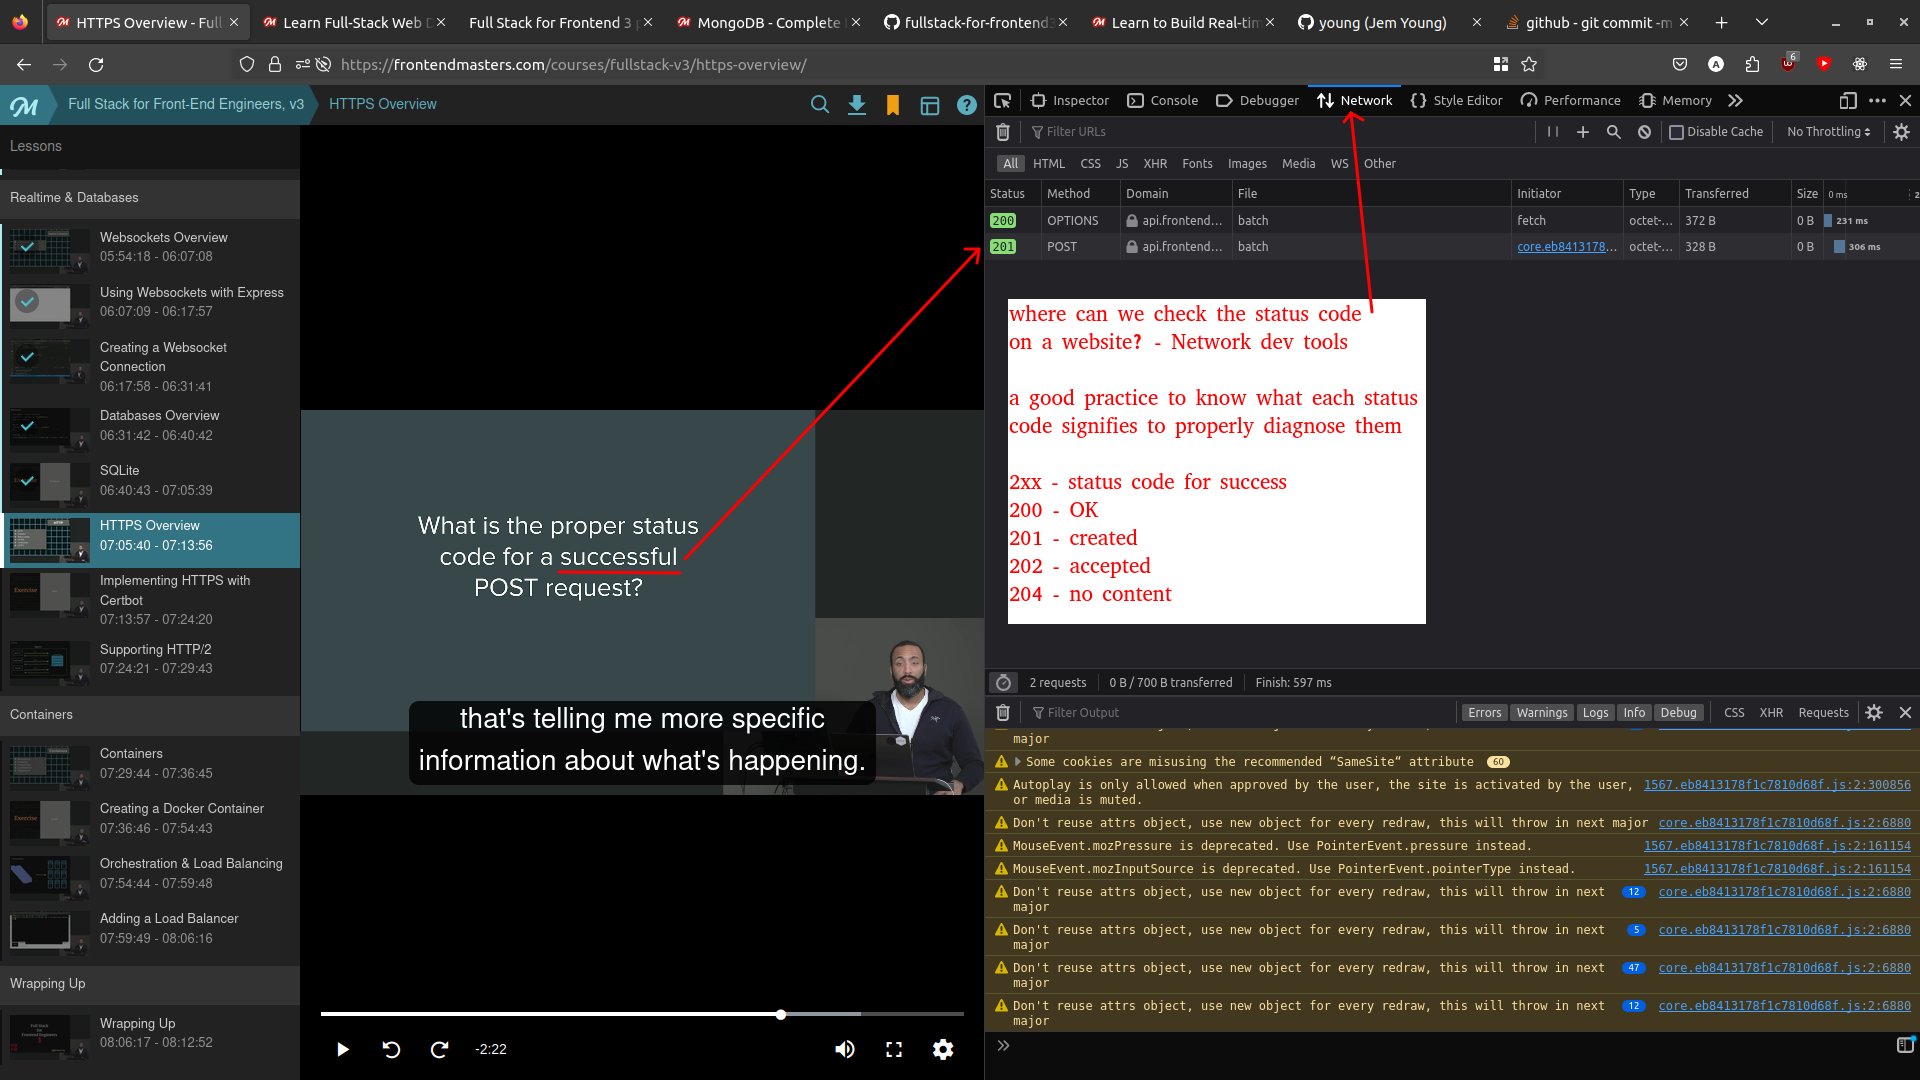 HTTPS Overview - Full
Learn Full-Stack Web D
Full Stack for Frontend 3 p
MongoDB - Complete
fullstack-for-frontend3
Learn to Build Real-tim
young (Jem Young)
github - git commit -m
https://frontendmasters.com/courses/fullstack-v3/https-overview/
6
Full Stack for Front-End Engineers, v3
HTTPS Overview
Lessons
Realtime & Databases
Websockets Overview
05:54:18 - 06:07:08
Using Websockets with Express
06:07:09 - 06:17:57
Creating a Websocket
Connection
06:17:58 - 06:31:41
Databases Overview
06:31:42 - 06:40:42
SQLite
06:40:43 - 07:05:39
HTTPS Overview
07:05:40 - 07:13:56
Implementing HTTPS with
Certbot
07:13:57 - 07:24:20
Supporting HTTP/2
07:24:21 - 07:29:43
Containers
Containers
07:29:44 - 07:36:45
Creating a Docker Container
07:36:46 - 07:54:43
Orchestration & Load Balancing
07:54:44 - 07:59:48
Adding a Load Balancer
07:59:49 - 08:06:16
Wrapping Up
Wrapping Up
08:06:17 - 08:12:52
What is the proper status
code for a successful
POST request?
that's telling me more specific
information about what's happening.
-2:22
Inspector Console Debugger Network Style Editor Performance Memory
Filter URLs
Disable Cache
No Throttling
All HTML CSS JS XHR Fonts Images Media WS Other
Status Method Domain File Initiator Type Transferred Size 0 ms
200 OPTIONS api.frontend... batch fetch octet-... 372 B 0 B 231 ms
201 POST api.frontend... batch core.eb8413178... octet-... 328 B 0 B 306 ms
where can we check the status code
on a website? - Network dev tools
a good practice to know what each status
code signifies to properly diagnose them
2xx - status code for success
200 - OK
201 - created
202 - accepted
204 - no content
2 requests 0 B / 700 B transferred Finish: 597 ms
Filter Output
Errors Warnings Logs Info Debug CSS XHR Requests
major
Some cookies are misusing the recommended “SameSite“ attribute 60
Autoplay is only allowed when approved by the user, the site is activated by the user, 1567.eb8413178f1c7810d68f.js:2:300856
or media is muted.
Don't reuse attrs object, use new object for every redraw, this will throw in next major core.eb8413178f1c7810d68f.js:2:6880
MouseEvent.mozPressure is deprecated. Use PointerEvent.pressure instead. 1567.eb8413178f1c7810d68f.js:2:161154
MouseEvent.mozInputSource is deprecated. Use PointerEvent.pointerType instead. 1567.eb8413178f1c7810d68f.js:2:161154
Don't reuse attrs object, use new object for every redraw, this will throw in next 12 core.eb8413178f1c7810d68f.js:2:6880
major
Don't reuse attrs object, use new object for every redraw, this will throw in next 5 core.eb8413178f1c7810d68f.js:2:6880
major
Don't reuse attrs object, use new object for every redraw, this will throw in next 47 core.eb8413178f1c7810d68f.js:2:6880
major
Don't reuse attrs object, use new object for every redraw, this will throw in next 12 core.eb8413178f1c7810d68f.js:2:6880
major